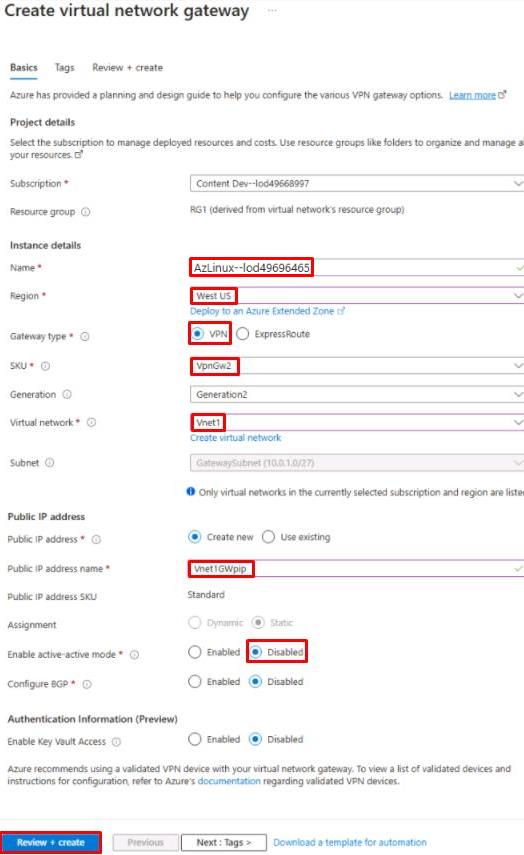 Create virtual network gateway ...
Basics Tags Review + create
Azure has provided a planning and design guide to help you configure the various VPN gateway options. Learn more
Project details
Select the subscription to manage deployed resources and costs. Use resource groups like folders to organize and manage
your resources.
Subscription * Content Dev--lod49668997
Resource group RG1 (derived from virtual network's resource group)
Instance details
Name * AzLinux--lod49696465
Region * West US
Deploy to an Azure Extended Zone
Gateway type * VPN ExpressRoute
SKU * VpnGw2
Generation Generation2
Virtual network * Vnet1
Create virtual network
Subnet GatewaySubnet (10.0.1.0/27)
Only virtual networks in the currently selected subscription and region are
Public IP address
Public IP address * Create new Use existing
Public IP address name * Vnet1GWpip
Public IP address SKU Standard
Assignment Dynamic Static
Enable active-active mode * Enabled Disabled
Configure BGP * Enabled Disabled
Authentication Information (Preview)
Enable Key Vault Access Enabled Disabled
Azure recommends using a validated VPN device with your virtual network gateway. To view a list of validated devices and
instructions for configuration, refer to Azure's documentation regarding validated VPN devices.
Review + create Previous Next : Tags > Download a template for automation